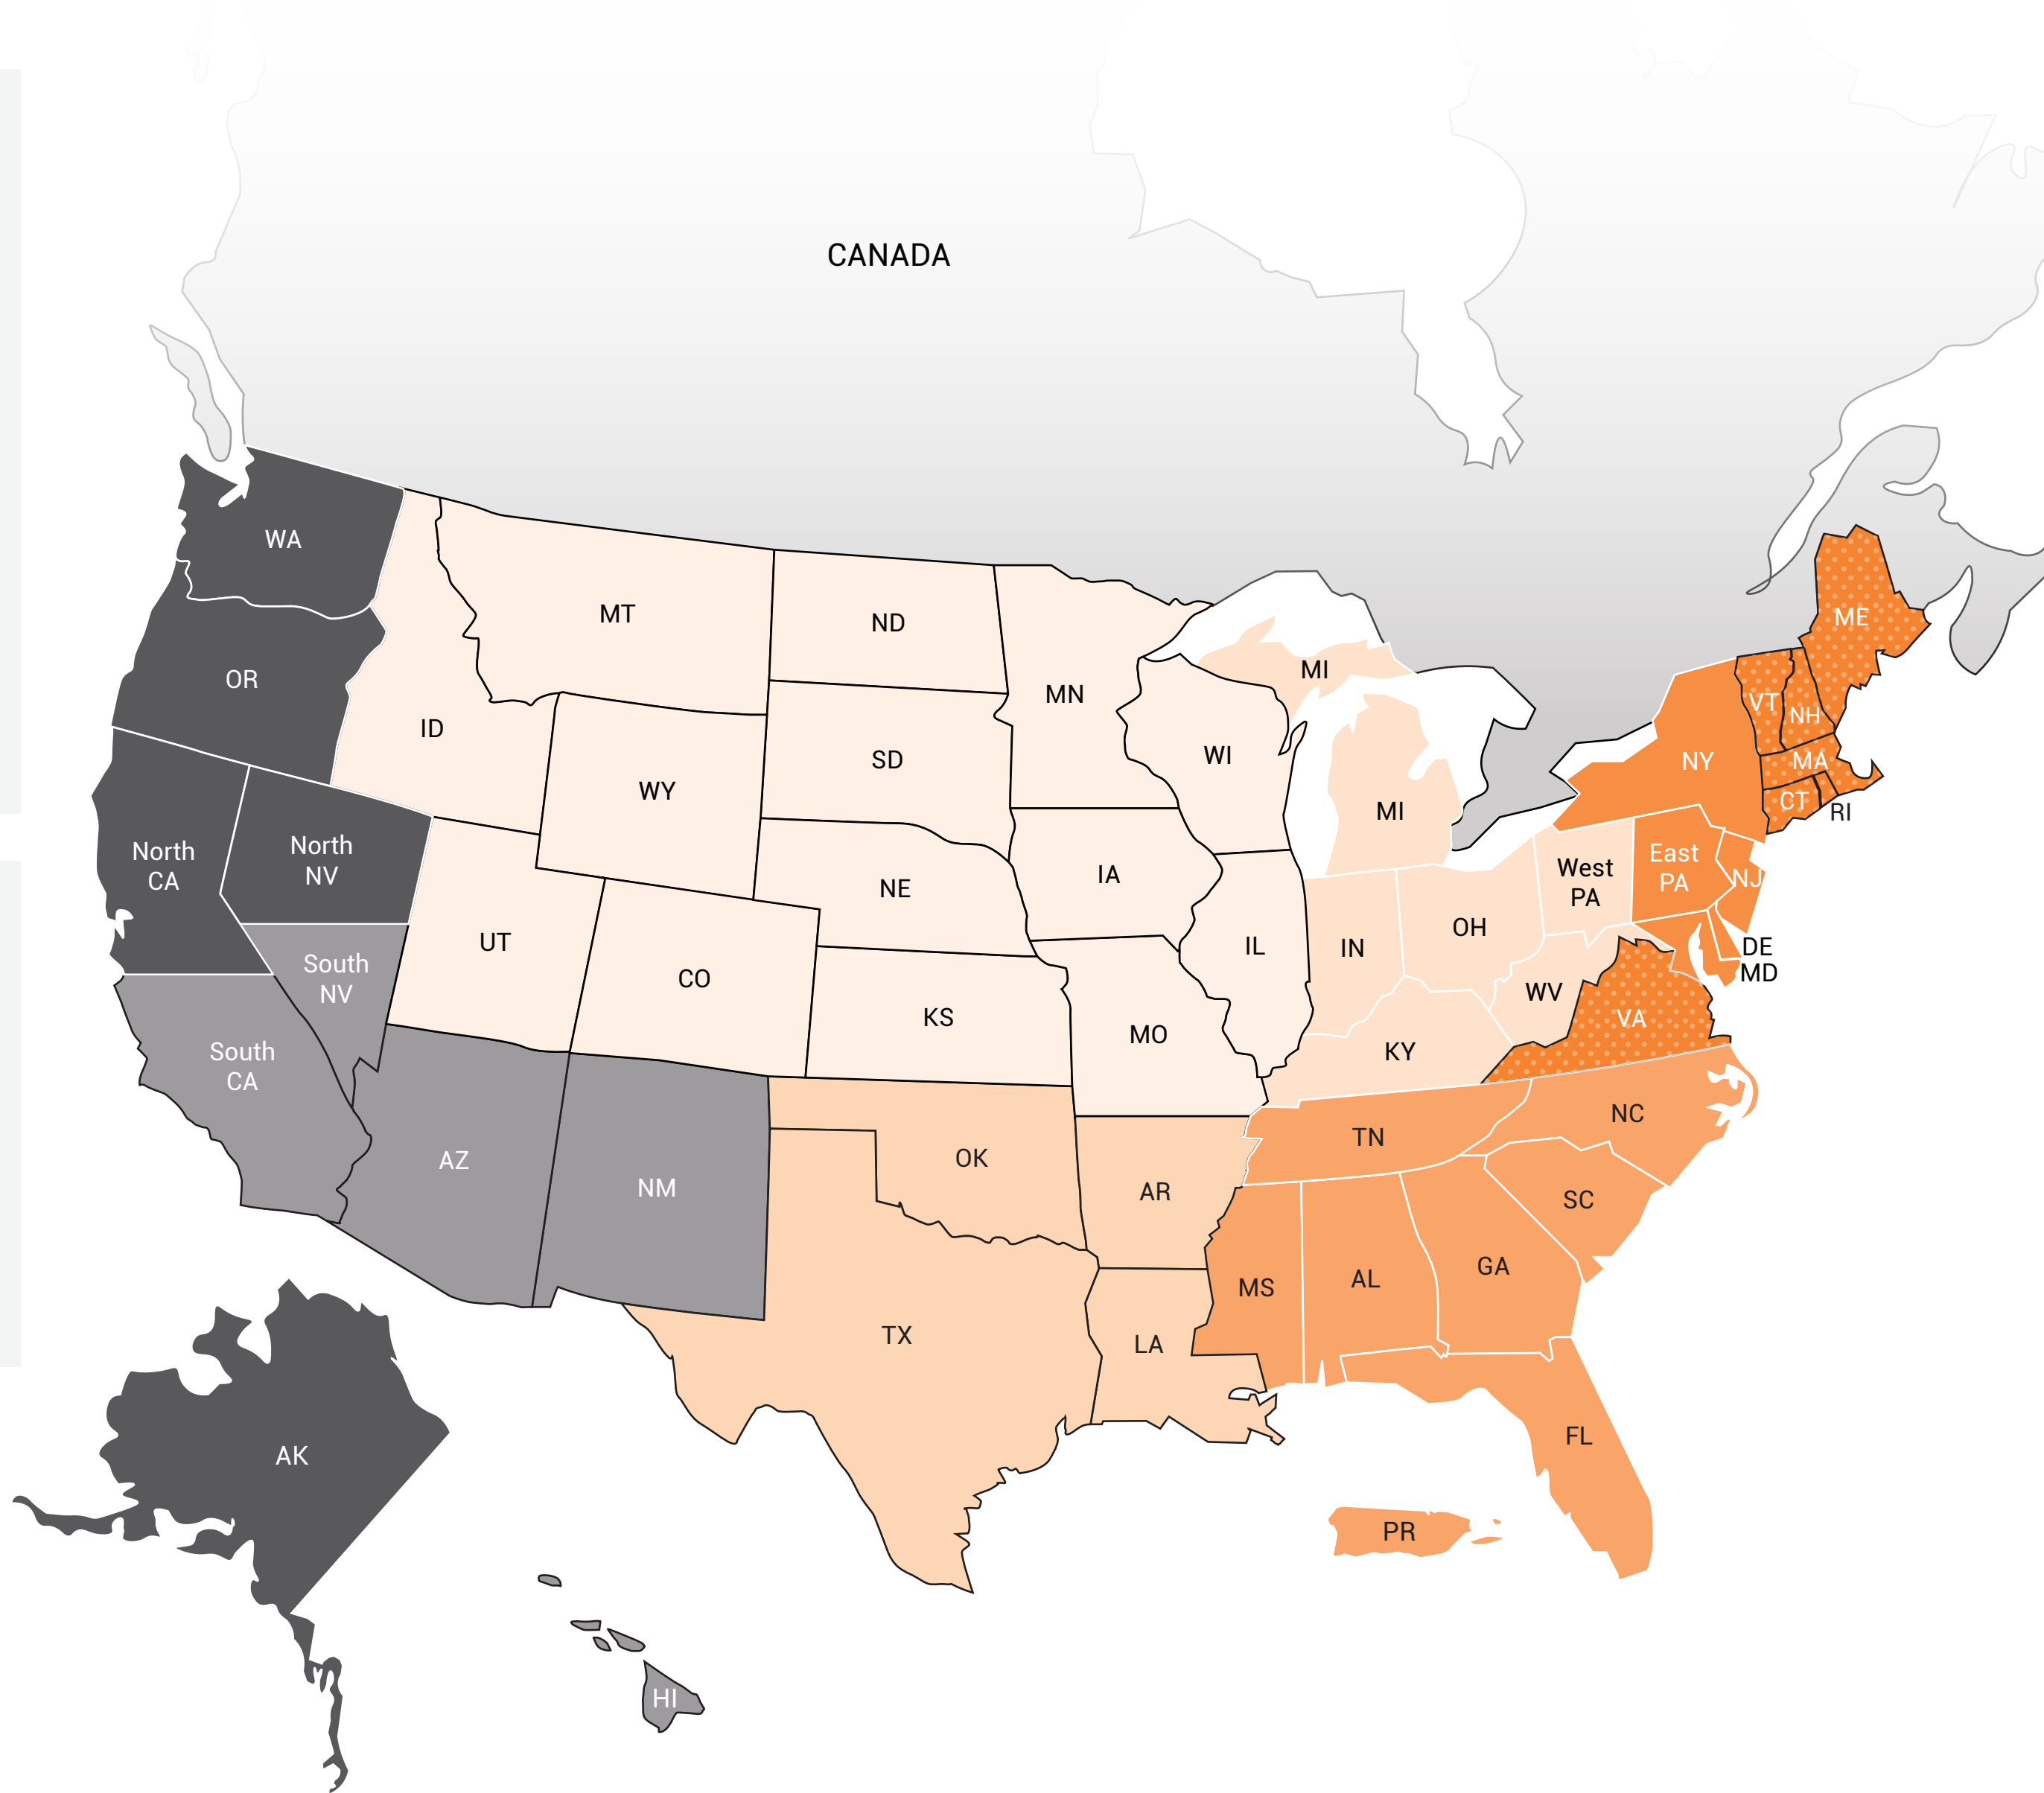 CANADA
WA
MT
ME
ND
OR
MI
MN
VT
NH
ID
WI
SD
NY
MA
WY
CT
MI
RI
North
CA
North
NV
East
PA
West
PA
IA
NJ
NE
OH
UT
IL
IN
DE
MD
South
NV
CO
WV
KS
VA
MO
South
CA
KY
NC
TN
AZ
OK
NM
AR
SC
GA
AL
MS
TX
LA
FL
AK
PR
HI